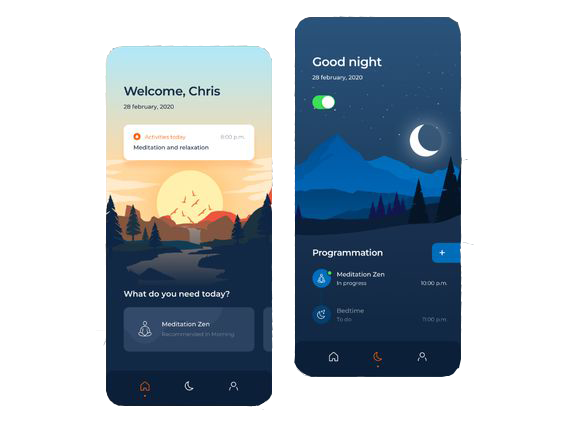 Welcome, Chris
28 february, 2020
Activities today
8:00 p.m.
Meditation and relaxation
What do you need today?
Meditation Zen
Recommended in Morning
Good night
28 february, 2020
Programmation
+
Meditation Zen
In progress
10:00 p.m.
Bedtime
To do
11:00 p.m.